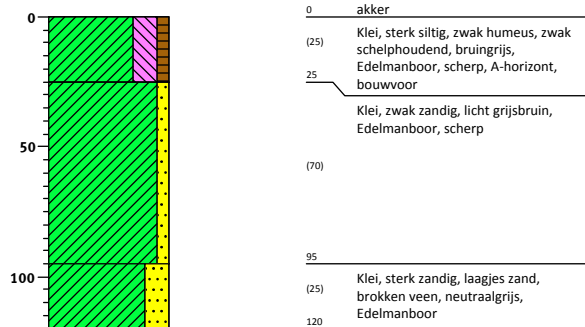 0
50
100
0 akker
(25) Klei, sterk siltig, zwak humeus, zwak
schelphoudend, bruingrijs,
Edelmanboor, scherp, A-horizont,
25 bouwvoor
Klei, zwak zandig, licht grijsbruin,
Edelmanboor, scherp
(70)
95
Klei, sterk zandig, laagjes zand,
(25) brokken veen, neutraalgrijs,
Edelmanboor
120